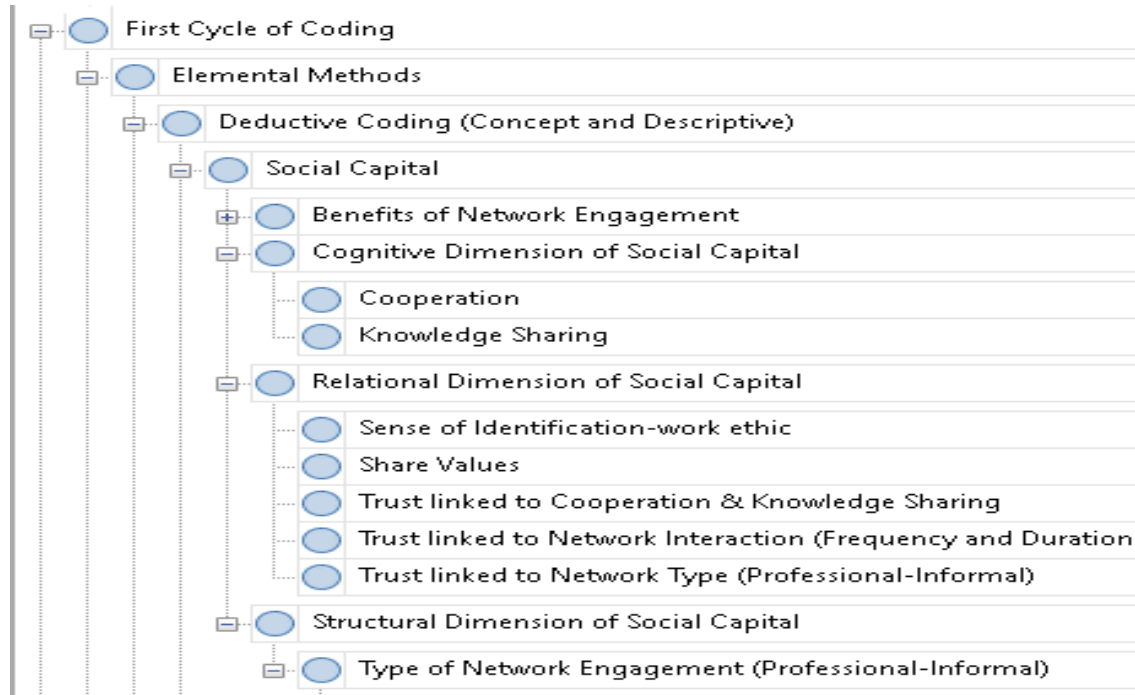 First Cycle of Coding
Elemental Methods
Deductive Coding (Concept and Descriptive)
Social Capital
Benefits of Network Engagement
Cognitive Dimension of Social Capital
Cooperation
Knowledge Sharing
Relational Dimension of Social Capital
Sense of Identification-work ethic
Share Values
Trust linked to Cooperation & Knowledge Sharing
Trust linked to Network Interaction (Frequency and Duration
Trust linked to Network Type (Professional-Informal)
Structural Dimension of Social Capital
Type of Network Engagement (Professional-Informal)